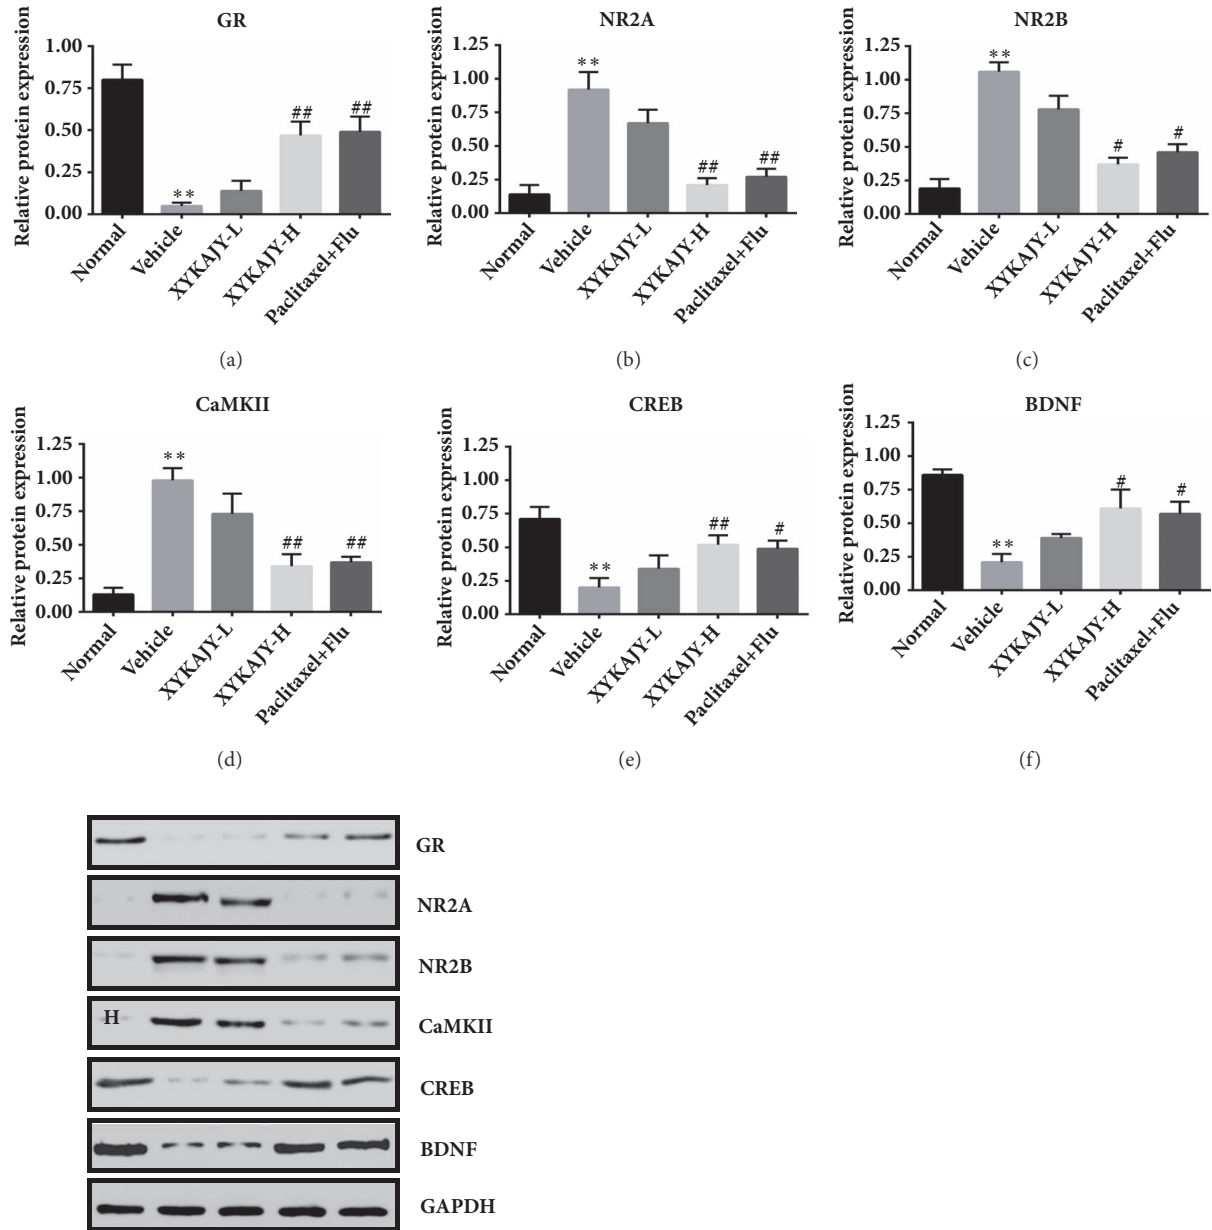 GR
Relative protein expression
1.00
0.75
0.50
0.25
0.00
**
##
##
Normal
Vehicle
XYKAJY-L
XYKAJY-H
Paclitaxel+Flu
(a)
NR2A
Relative protein expression
1.25
1.00
0.75
0.50
0.25
0.00
**
##
##
Normal
Vehicle
XYKAJY-L
XYKAJY-H
Paclitaxel+Flu
(b)
NR2B
Relative protein expression
1.25
1.00
0.75
0.50
0.25
0.00
**
#
#
Normal
Vehicle
XYKAJY-L
XYKAJY-H
Paclitaxel+Flu
(c)
CaMKII
Relative protein expression
1.25
1.00
0.75
0.50
0.25
0.00
**
##
##
Normal
Vehicle
XYKAJY-L
XYKAJY-H
Paclitaxel+Flu
(d)
CREB
Relative protein expression
1.25
1.00
0.75
0.50
0.25
0.00
**
##
#
Normal
Vehicle
XYKAJY-L
XYKAJY-H
Paclitaxel+Flu
(e)
BDNF
Relative protein expression
1.25
1.00
0.75
0.50
0.25
0.00
**
#
#
Normal
Vehicle
XYKAJY-L
XYKAJY-H
Paclitaxel+Flu
(f)
GR
NR2A
NR2B
H
CaMKII
CREB
BDNF
GAPDH